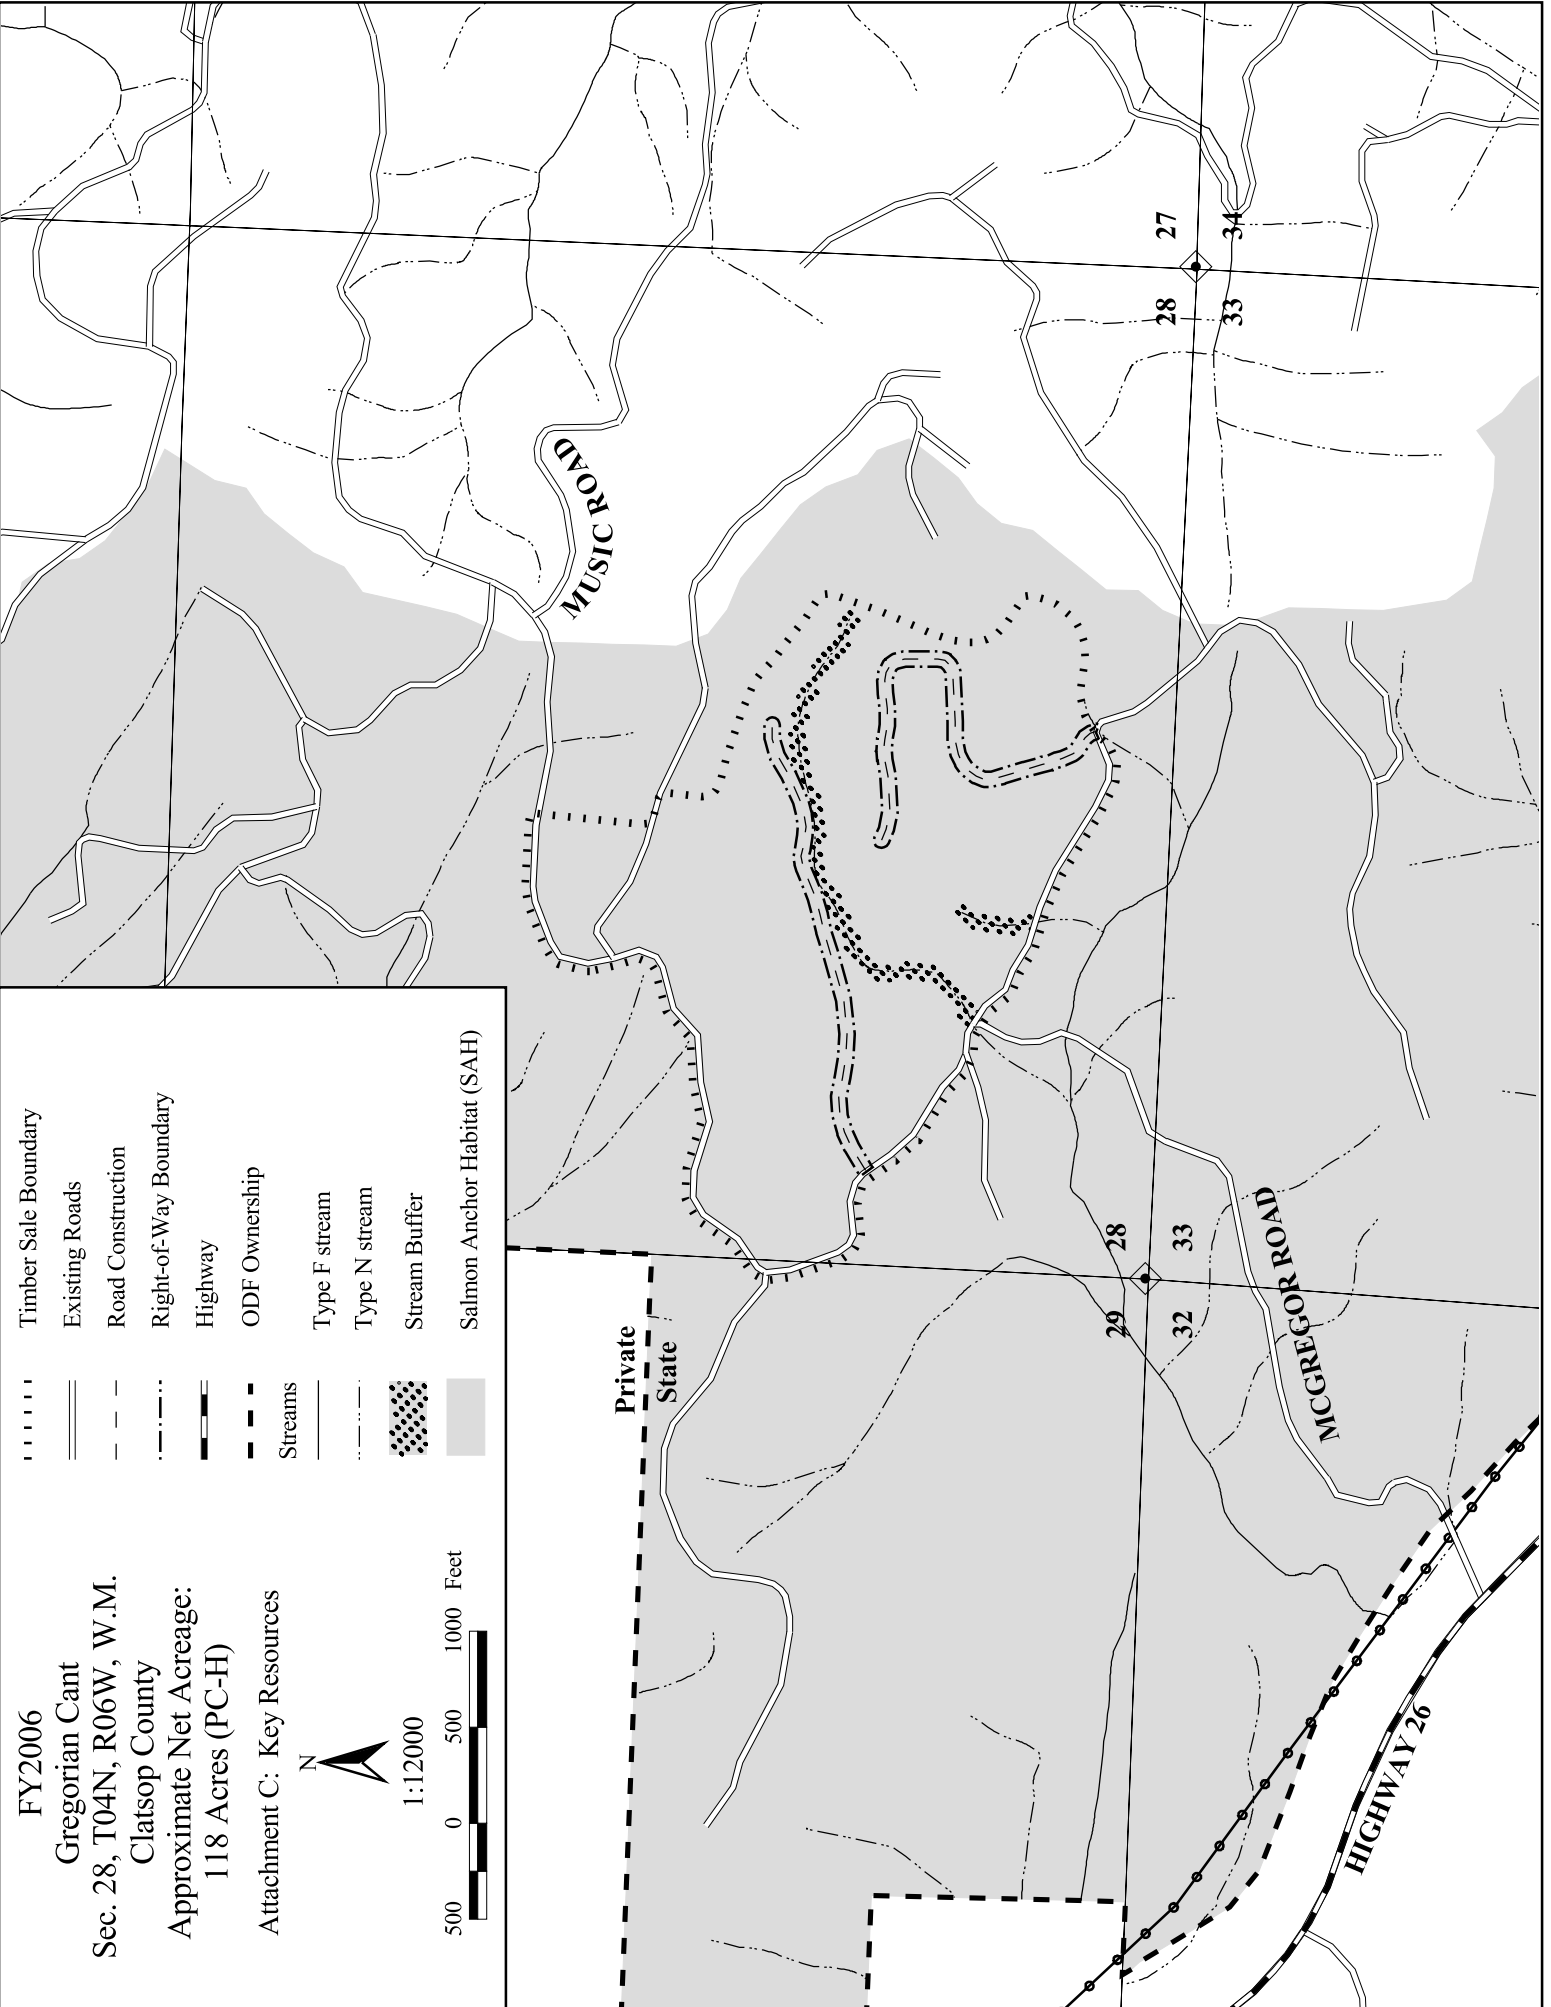 FY2006
Gregorian Cant
Sec. 28, T04N, R06W, W.M.
Clatsop County
Approximate Net Acreage:
118 Acres (PC-H)
Attachment C: Key Resources
N
1:12000
500 0 500 1000 Feet
Timber Sale Boundary
Existing Roads
Road Construction
Right-of-Way Boundary
Highway
ODF Ownership
Streams
Type F stream
Type N stream
Stream Buffer
Salmon Anchor Habitat (SAH)
MUSIC ROAD
Private
State
28 27
33 34
29 28
32 33
MCGREGOR ROAD
HIGHWAY 26